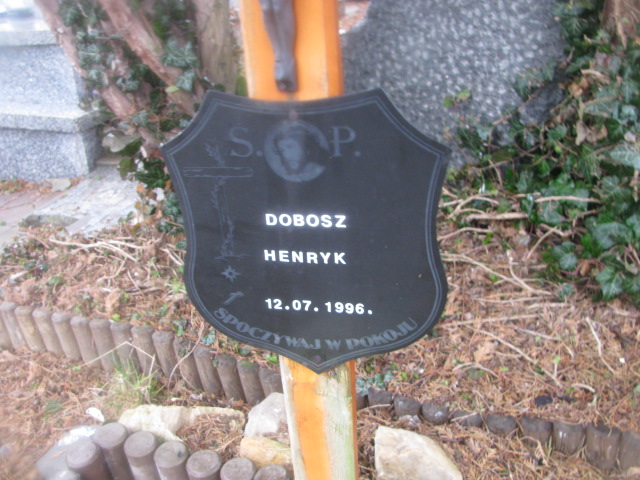 S. P.
DOBOSZ
HENRYK
12.07.1996.
SPOCZYWAJ W POKOJU